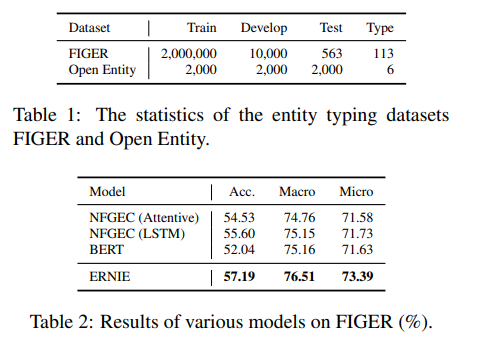 Dataset Train Develop Test Type
FIGER 2,000,000 10,000 563 113
Open Entity 2,000 2,000 2,000 6
Table 1: The statistics of the entity typing datasets
FIGER and Open Entity.
Model Acc. Macro Micro
NFGEC (Attentive) 54.53 74.76 71.58
NFGEC (LSTM) 55.60 75.15 71.73
BERT 52.04 75.16 71.63
ERNIE 57.19 76.51 73.39
Table 2: Results of various models on FIGER (%).